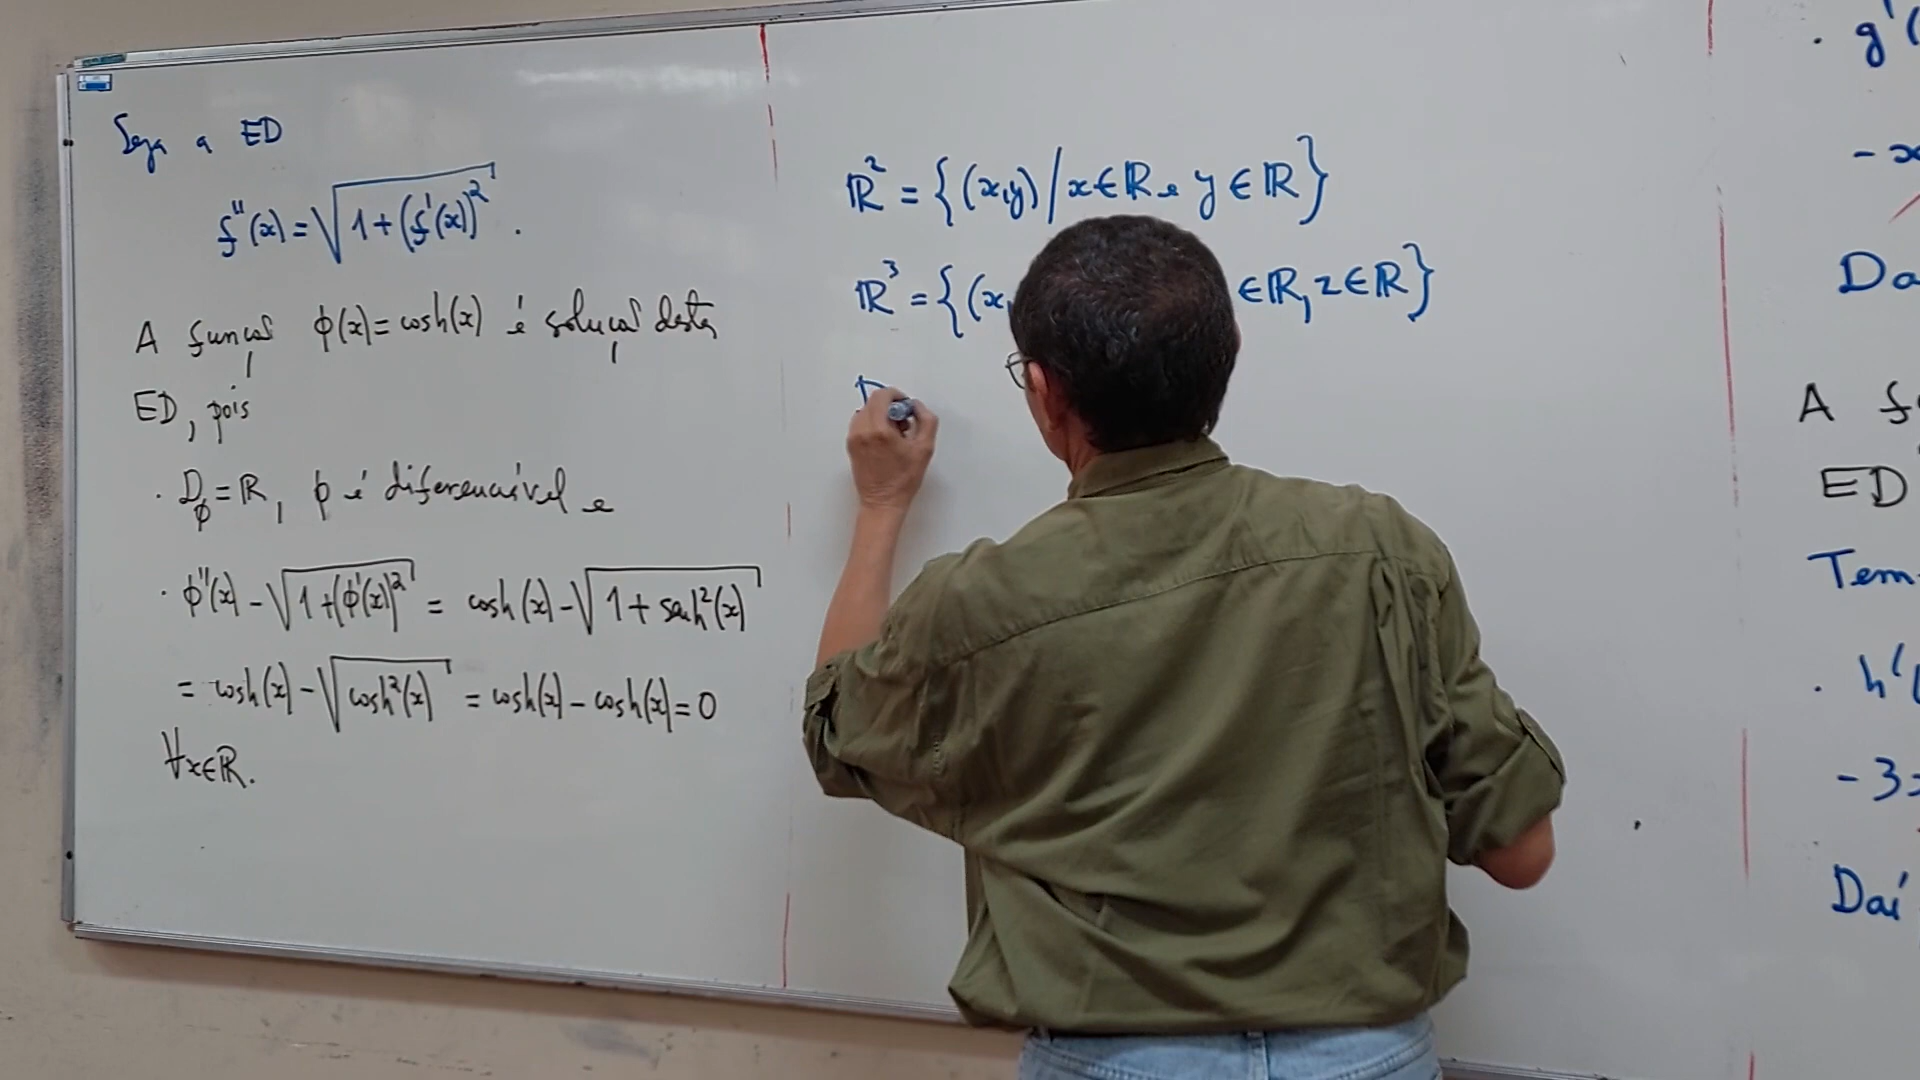 Seja a ED
f''(x) = √(1 + (f'(x))²) .
A função ϕ(x) = cosh(x) é solução desta
ED, pois
· D_ϕ = ℝ, ϕ é diferenciável e
· ϕ''(x) - √(1 + (ϕ'(x))²) = cosh(x) - √(1 + senh²(x))
= cosh(x) - √(cosh²(x)) = cosh(x) - cosh(x) = 0
∀x∈ℝ.
ℝ² = {(x,y) / x∈ℝ e y∈ℝ}
ℝ³ = {(x, ∈ℝ, z∈ℝ}
· g'(
-x
Da
A f
ED
Tem
· h'(
-3x
Daí